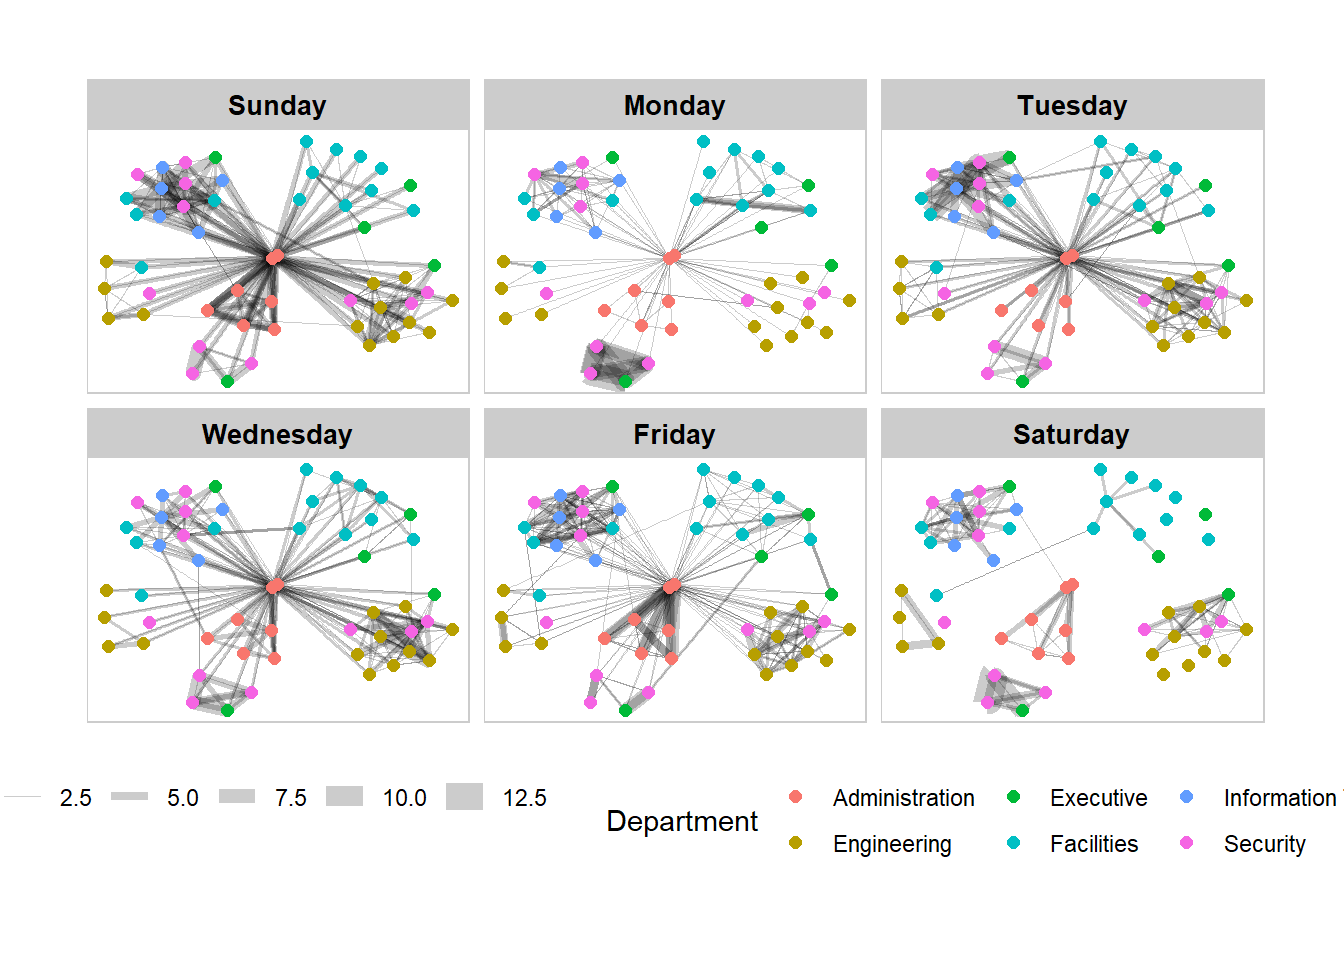 Sunday
Monday
Tuesday
Wednesday
Friday
Saturday
2.5
5.0
7.5
10.0
12.5
Department
Administration
Executive
Information
Engineering
Facilities
Security